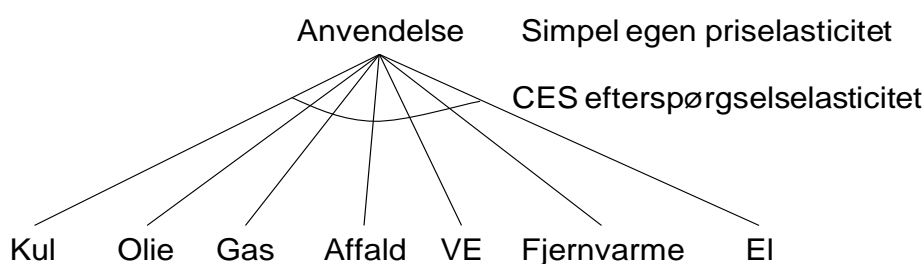 Anvendelse Simpel egen priselasticitet
CES efterspørgselselasticitet
Kul Olie Gas Affald VE Fjernvarme El